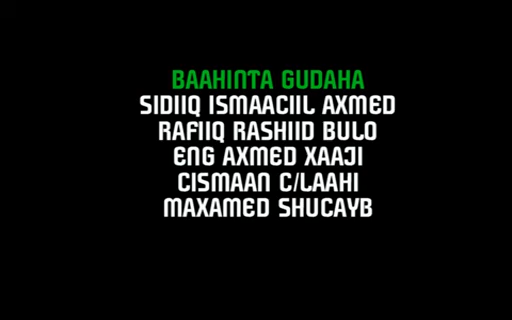 BAAHINTA GUDAHA
SIDIIQ ISMAACIIL AXMED
RAFIIQ RASHIID BULO
ENG AXMED XAAJI
CISMAAN C/LAAHI
MAXAMED SHUCAYB